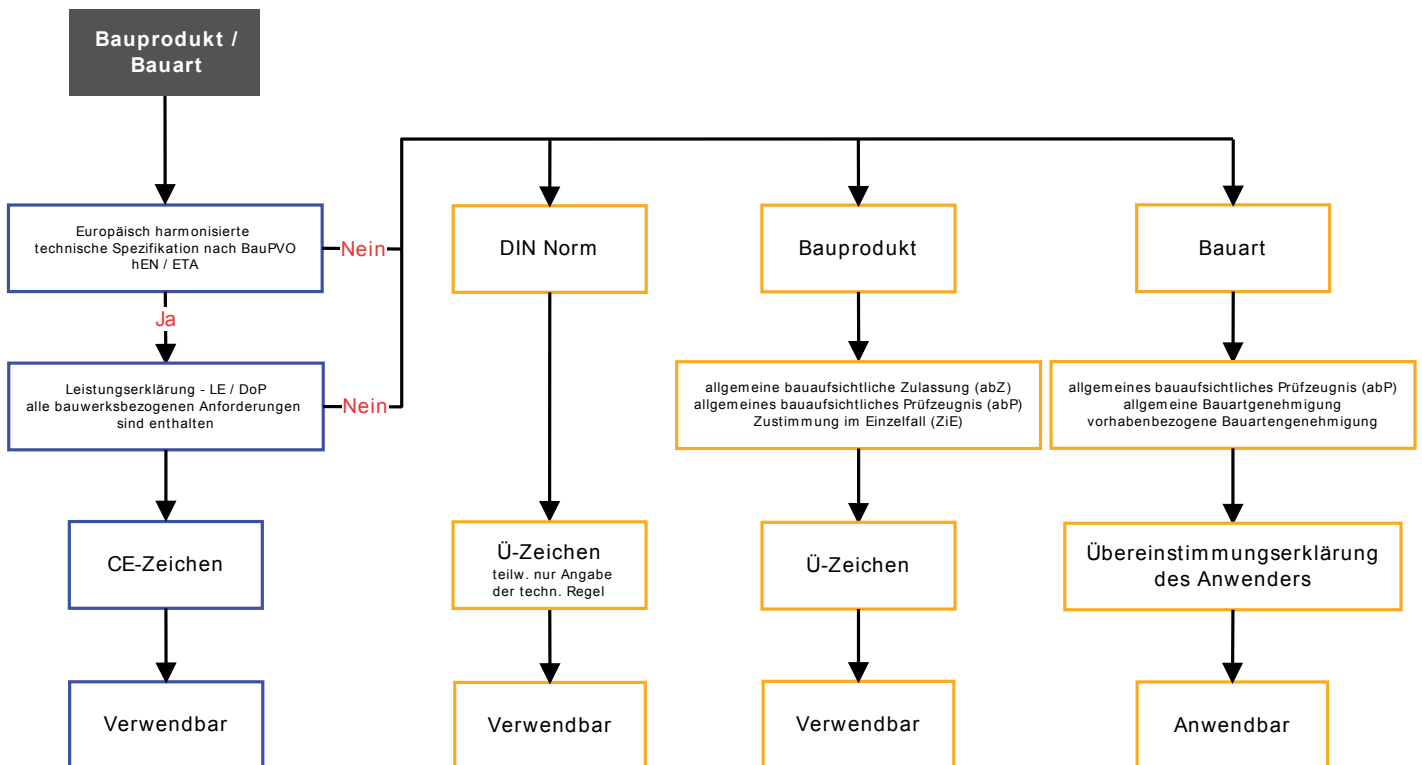 Bauprodukt /
Bauart
Europäisch harmonisierte
technische Spezifikation nach BauPVO
hEN / ETA
Nein
Ja
Leistungserklärung - LE / DoP
alle bauwerksbezogenen Anforderungen
sind enthalten
Nein
CE-Zeichen
Verwendbar
DIN Norm
Ü-Zeichen
teilw. nur Angabe
der techn. Regel
Verwendbar
Bauprodukt
allgemeine bauaufsichtliche Zulassung (abZ)
allgemeines bauaufsichtliches Prüfzeugnis (abP)
Zustimmung im Einzelfall (ZiE)
Ü-Zeichen
Verwendbar
Bauart
allgemeines bauaufsichtliches Prüfzeugnis (abP)
allgemeine Bauartgenehmigung
vorhabenbezogene Bauartengenehmigung
Übereinstimmungserklärung
des Anwenders
Anwendbar